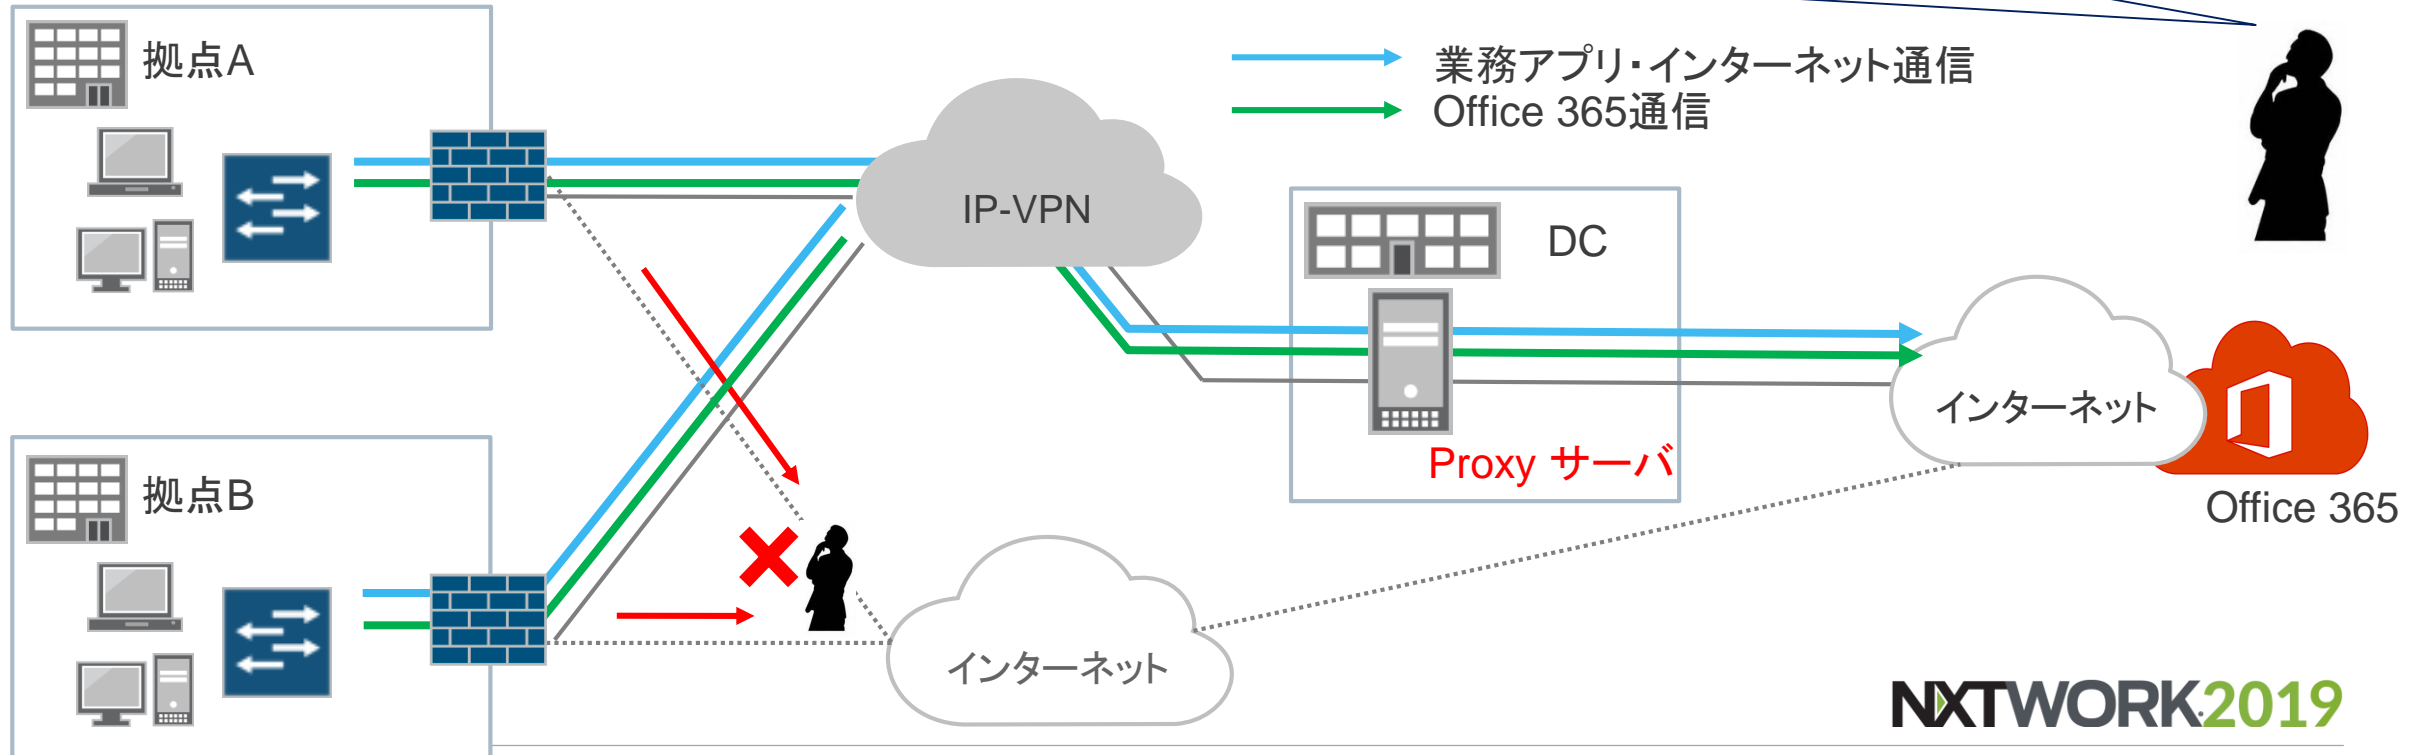 拠点A
業務アプリ・インターネット通信
Office 365通信
IP-VPN
DC
インターネット
Proxy サーバ
Office 365
拠点B
インターネット
NXTWORK 2019